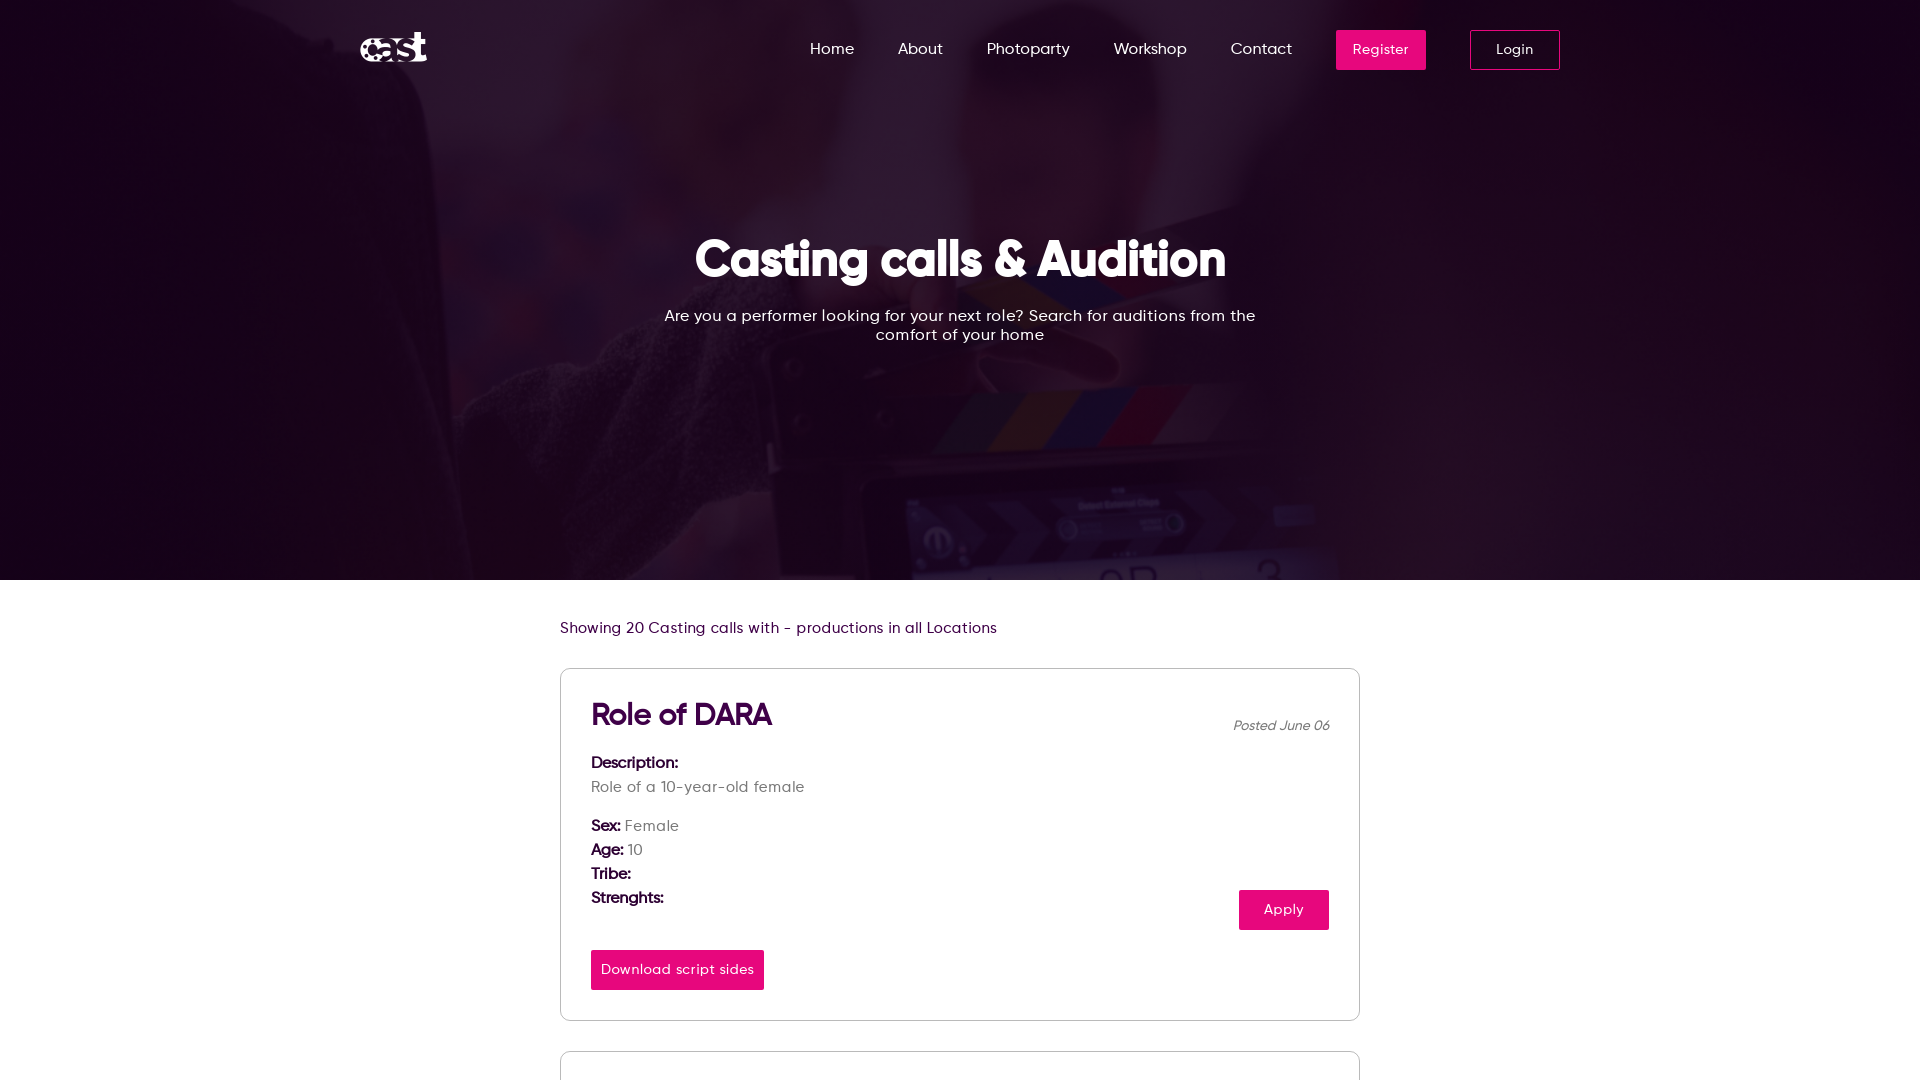 cast
Home
About
Photoparty
Workshop
Contact
Register
Login
Casting calls & Audition
Are you a performer looking for your next role? Search for auditions from the
comfort of your home
Showing 20 Casting calls with - productions in all Locations
Role of DARA
Posted June 06
Description:
Role of a 10-year-old female
Sex: Female
Age: 10
Tribe:
Strenghts:
Apply
Download script sides